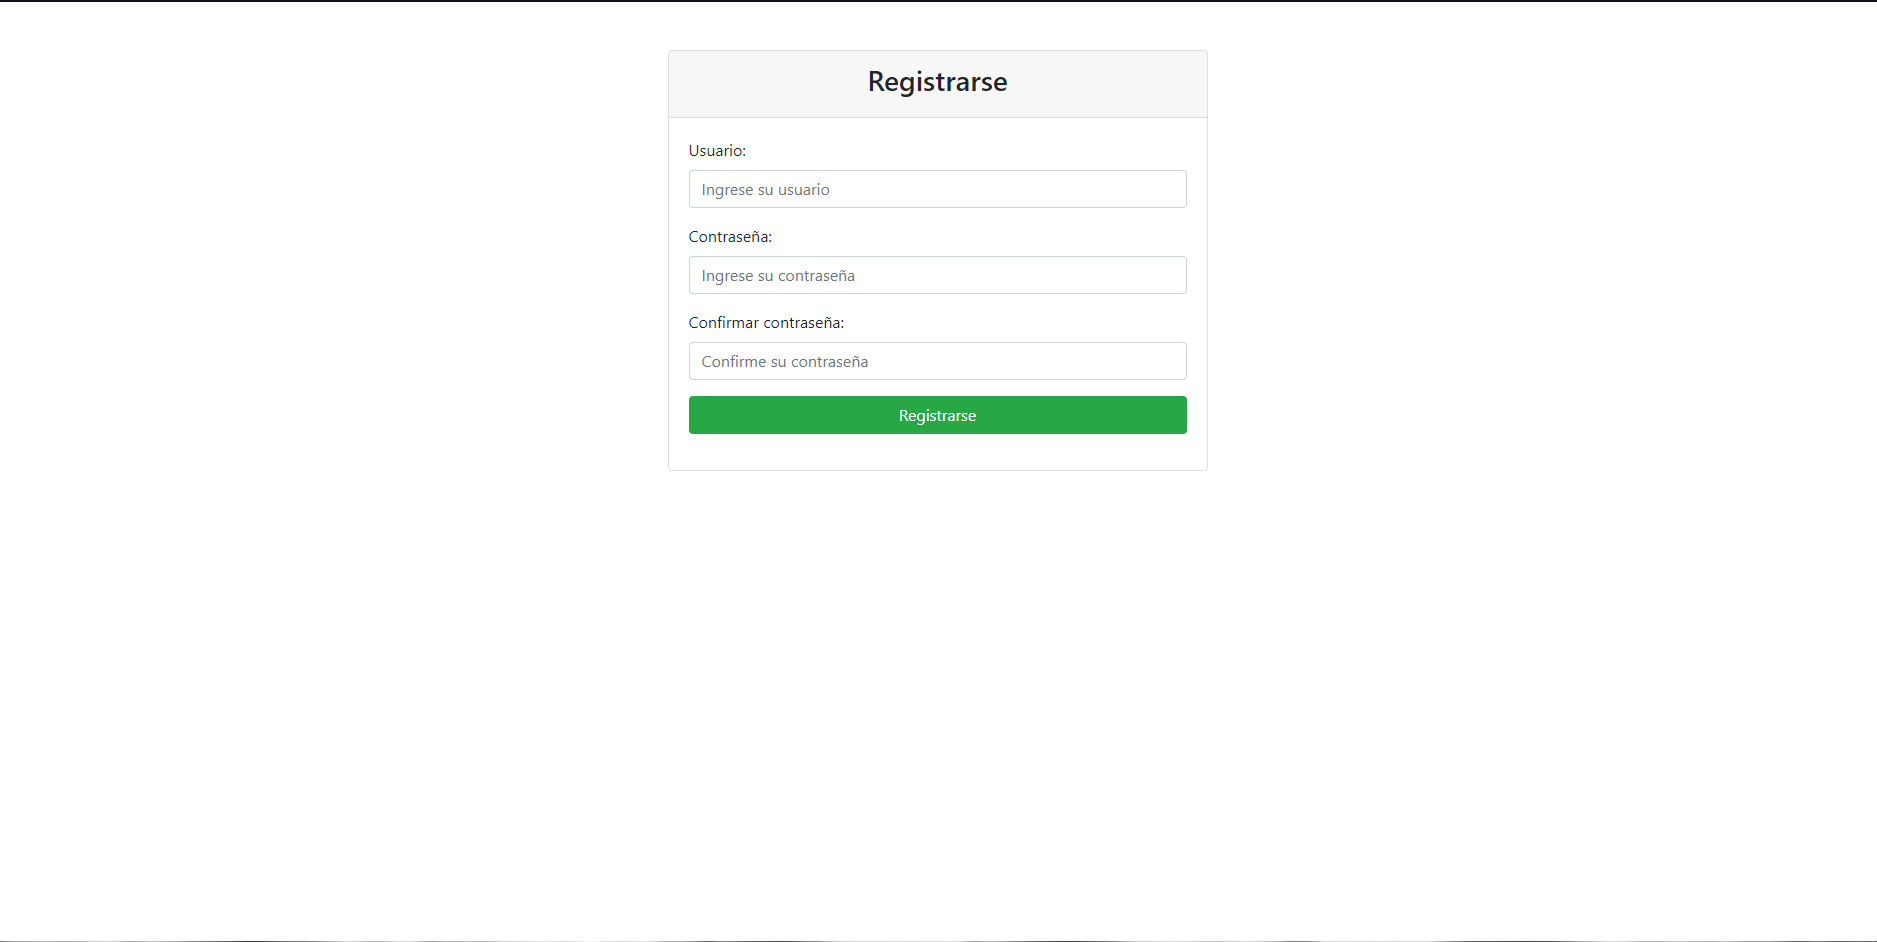 Registrarse
Usuario:
Ingrese su usuario
Contraseña:
Ingrese su contraseña
Confirmar contraseña:
Confirme su contraseña
Registrarse